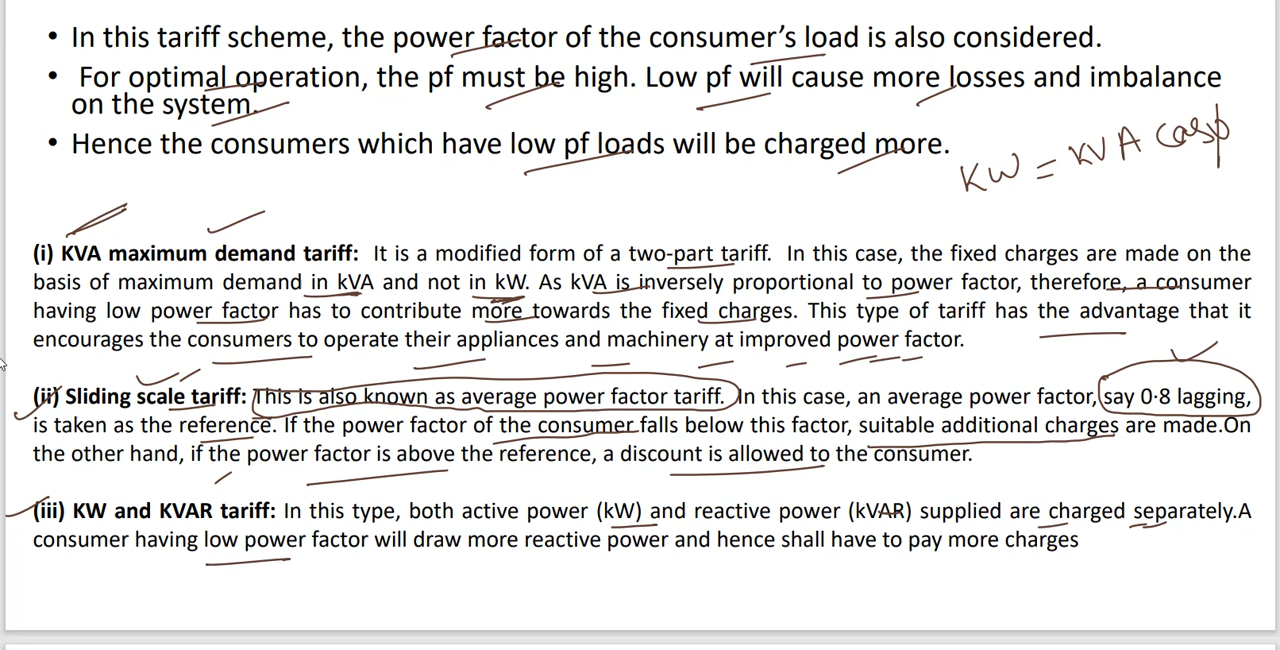 • In this tariff scheme, the power factor of the consumer's load is also considered.
• For optimal operation, the pf must be high. Low pf will cause more losses and imbalance
on the system.
• Hence the consumers which have low pf loads will be charged more.
KW = KVA cosφ
(i) KVA maximum demand tariff: It is a modified form of a two-part tariff. In this case, the fixed charges are made on the
basis of maximum demand in kVA and not in kW. As kVA is inversely proportional to power factor, therefore, a consumer
having low power factor has to contribute more towards the fixed charges. This type of tariff has the advantage that it
encourages the consumers to operate their appliances and machinery at improved power factor.
(ii) Sliding scale tariff: This is also known as average power factor tariff. In this case, an average power factor, say 0·8 lagging,
is taken as the reference. If the power factor of the consumer falls below this factor, suitable additional charges are made.On
the other hand, if the power factor is above the reference, a discount is allowed to the consumer.
(iii) KW and KVAR tariff: In this type, both active power (kW) and reactive power (kVAR) supplied are charged separately.A
consumer having low power factor will draw more reactive power and hence shall have to pay more charges